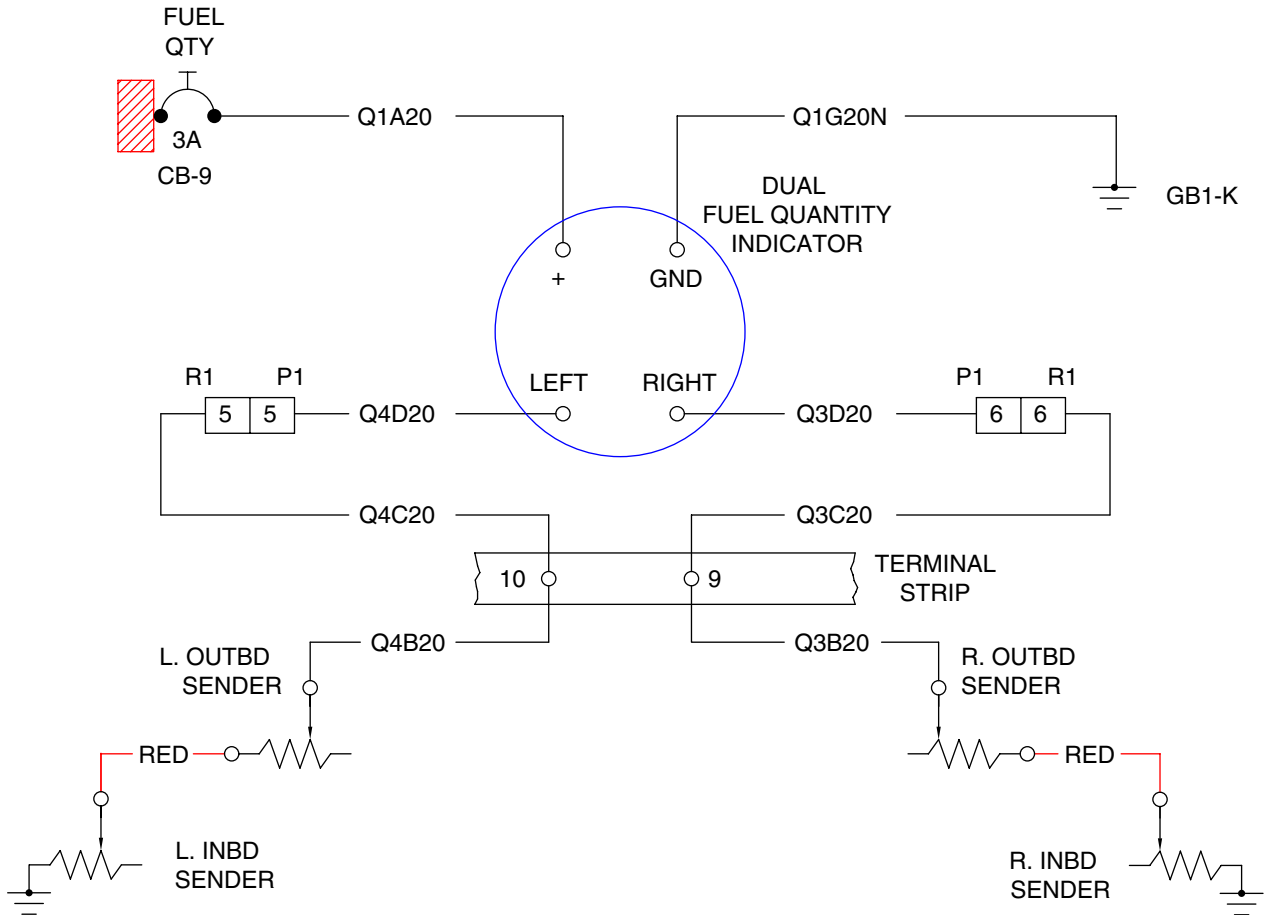 FUEL
QTY
3A
CB-9
Q1A20
Q1G20N
GB1-K
DUAL
FUEL QUANTITY
INDICATOR
+
GND
LEFT
RIGHT
R1
P1
5
5
Q4D20
Q3D20
P1
R1
6
6
Q4C20
Q3C20
10
9
TERMINAL
STRIP
Q4B20
Q3B20
L. OUTBD
SENDER
R. OUTBD
SENDER
RED
RED
L. INBD
SENDER
R. INBD
SENDER